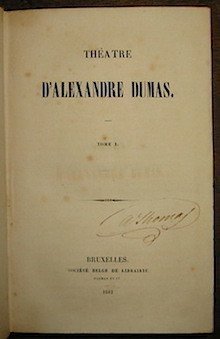 THÉATRE
D'ALEXANDRE DUMAS.
TOME I.
BRUXELLES.
SOCIÉTÉ BELGE DE LIBRAIRIE.